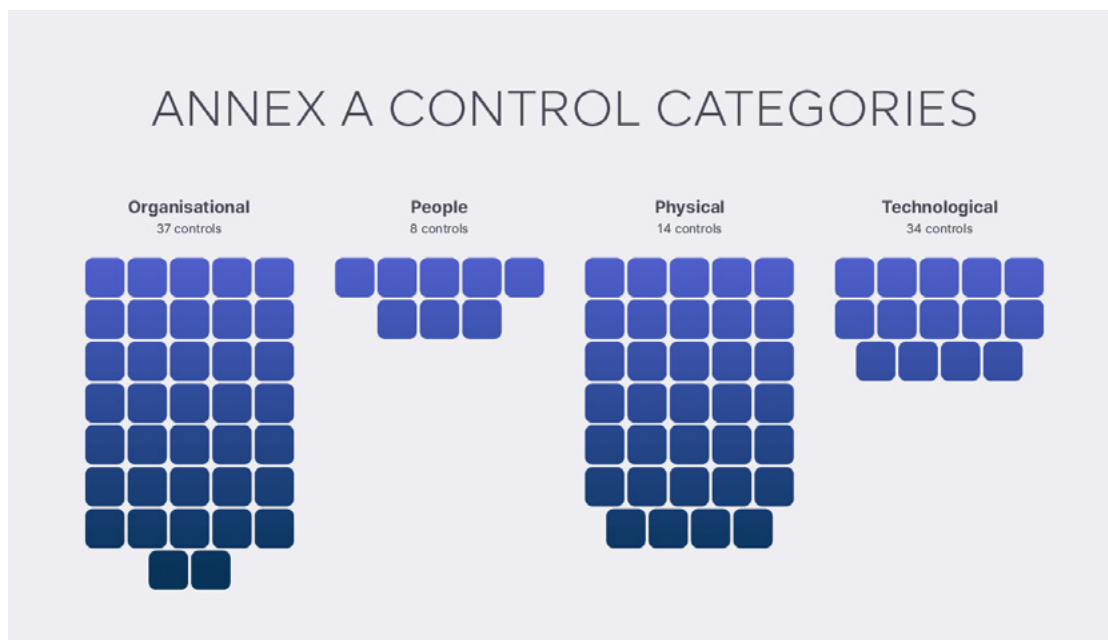 ANNEX A CONTROL CATEGORIES
Organisational
37 controls
People
8 controls
Physical
14 controls
Technological
34 controls